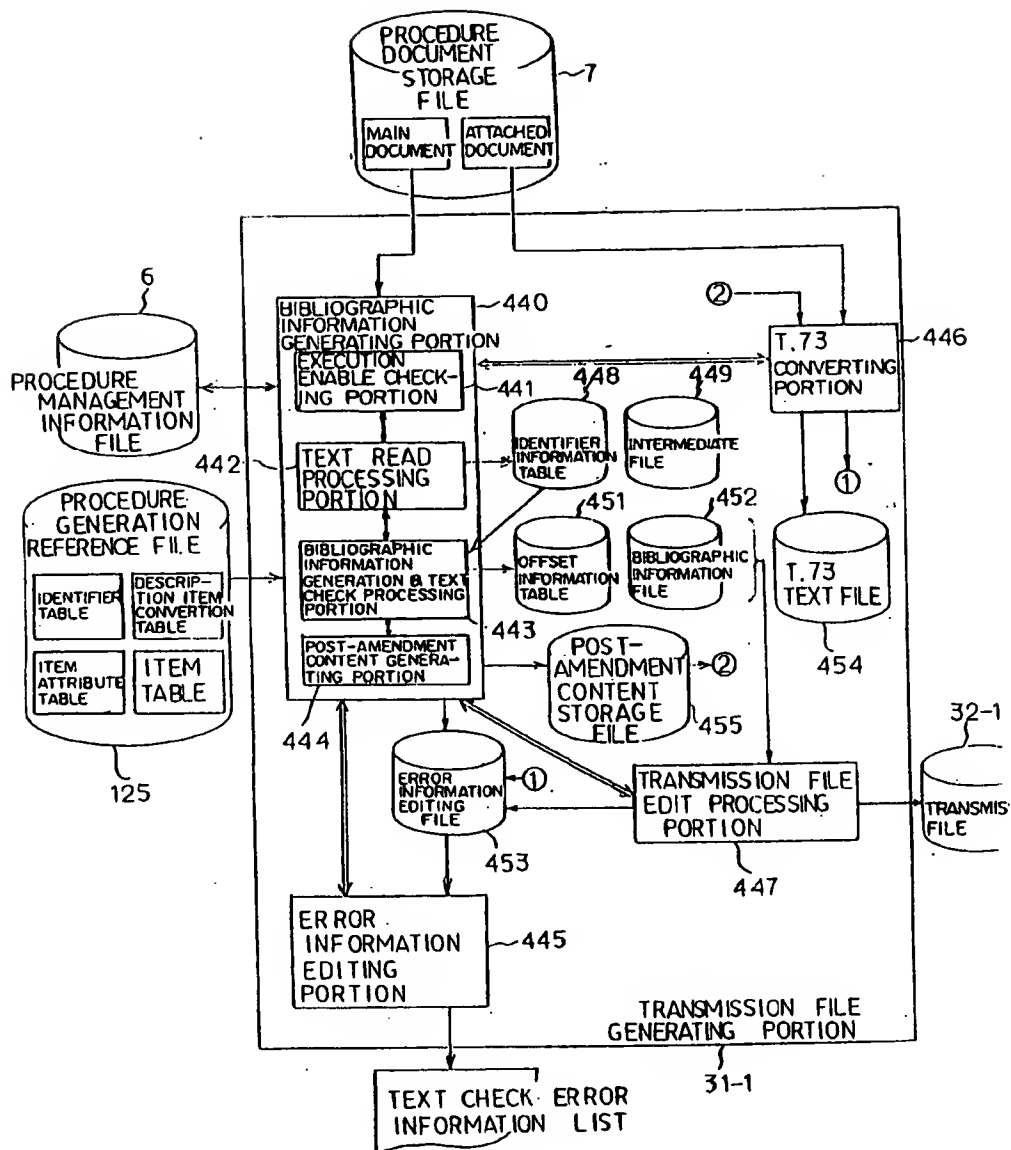 PROCEDURE
DOCUMENT
STORAGE
FILE
MAIN
DOCUMENT
ATTACHED
DOCUMENT
7
6
PROCEDURE
MANAGEMENT
INFORMATION
FILE
BIBLIOGRAPHIC
INFORMATION
GENERATING PORTION
440
EXECUTION
ENABLE CHECK-
ING PORTION
441
②
T.73
CONVERTING
PORTION
446
442
TEXT READ
PROCESSING
PORTION
448
IDENTIFIER
INFORMATION
TABLE
449
INTERMEDIATE
FILE
①
PROCEDURE
GENERATION
REFERENCE FILE
IDENTIFIER
TABLE
DESCRIP-
TION ITEM
CONVERTION
TABLE
ITEM
ATTRIBUTE
TABLE
ITEM
TABLE
125
BIBLIOGRAPHIC
INFORMATION
GENERATION & TEXT
CHECK PROCESSING
PORTION
443
451
OFFSET
INFORMATION
TABLE
452
BIBLIOGRAPHIC
INFORMATION
FILE
T.73
TEXT FILE
454
POST-AMENDMENT
CONTENT GENERA-
TING PORTION
444
POST-
AMENDMENT
CONTENT
STORAGE
FILE
②
455
ERROR
INFORMATION
EDITING
FILE
①
453
TRANSMISSION FILE
EDIT PROCESSING
PORTION
447
32-1
TRANSMIS
FILE
ERROR
INFORMATION
EDITING
PORTION
445
TRANSMISSION FILE
GENERATING PORTION
31-1
TEXT CHECK ERROR
INFORMATION LIST